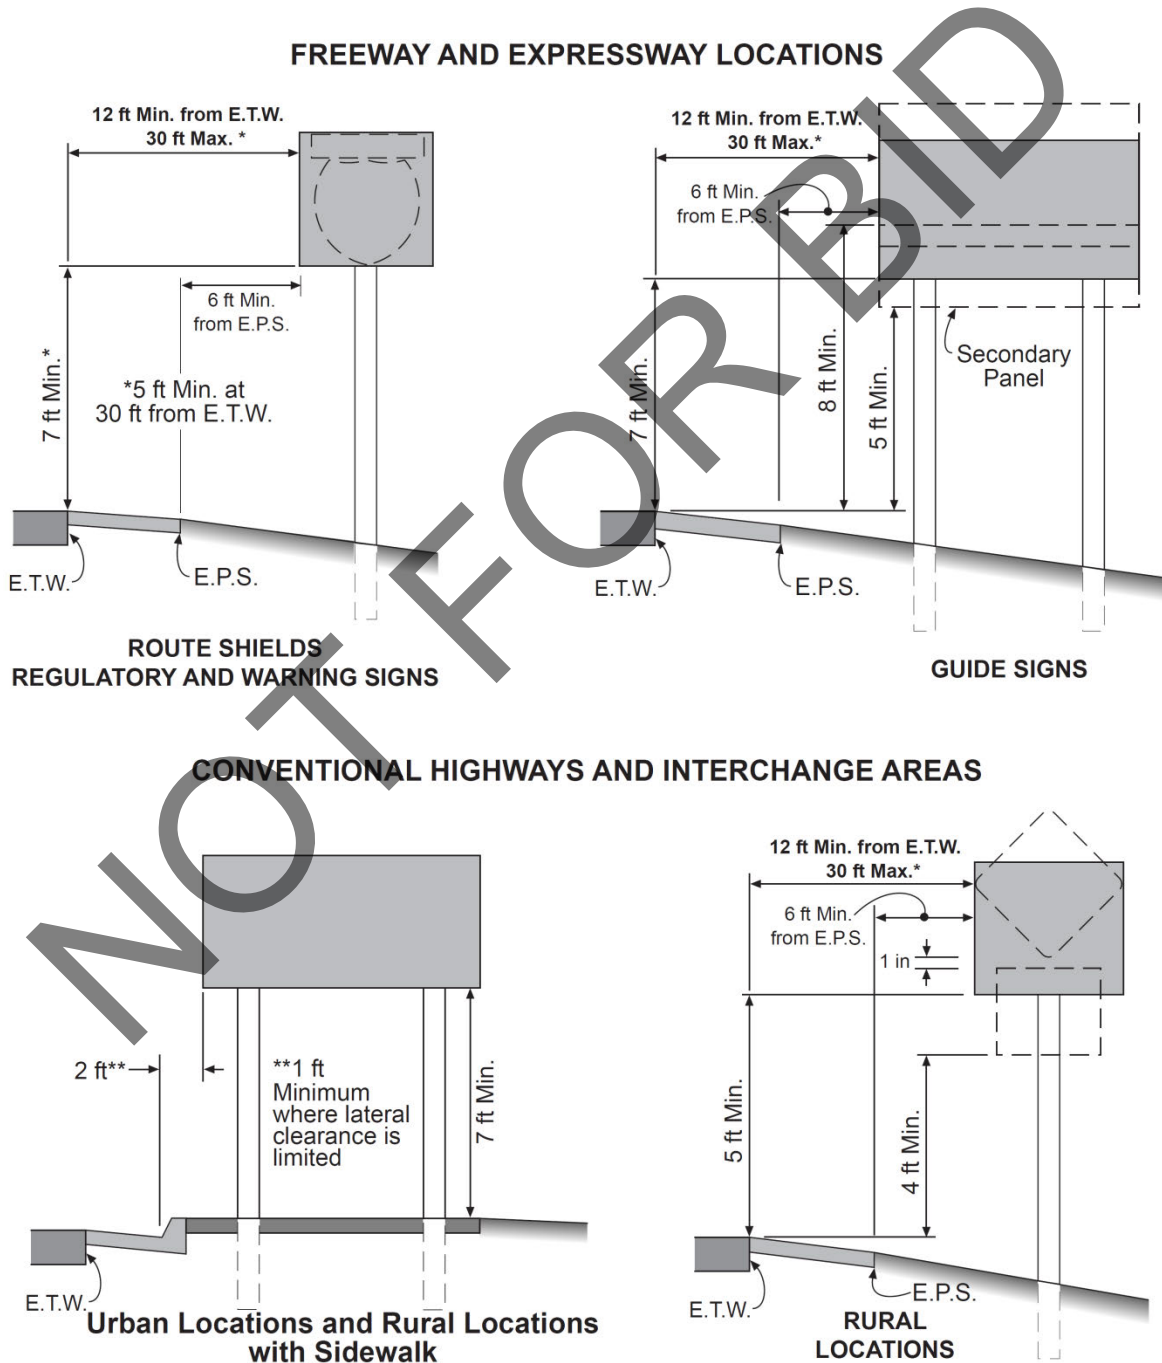 FREEWAY AND EXPRESSWAY LOCATIONS
12 ft Min. from E.T.W.
30 ft Max. *
6 ft Min.
from E.P.S.
7 ft Min.*
*5 ft Min. at
30 ft from E.T.W.
E.T.W.
E.P.S.
ROUTE SHIELDS
REGULATORY AND WARNING SIGNS
12 ft Min. from E.T.W.
30 ft Max.*
6 ft Min.
from E.P.S.
7 ft Min.
8 ft Min.
5 ft Min.
Secondary
Panel
E.T.W.
E.P.S.
GUIDE SIGNS
NOT FOR BID
CONVENTIONAL HIGHWAYS AND INTERCHANGE AREAS
2 ft**
**1 ft
Minimum
where lateral
clearance is
limited
7 ft Min.
E.T.W.
Urban Locations and Rural Locations
with Sidewalk
12 ft Min. from E.T.W.
30 ft Max.*
6 ft Min.
from E.P.S.
1 in
5 ft Min.
4 ft Min.
E.T.W.
E.P.S.
RURAL
LOCATIONS